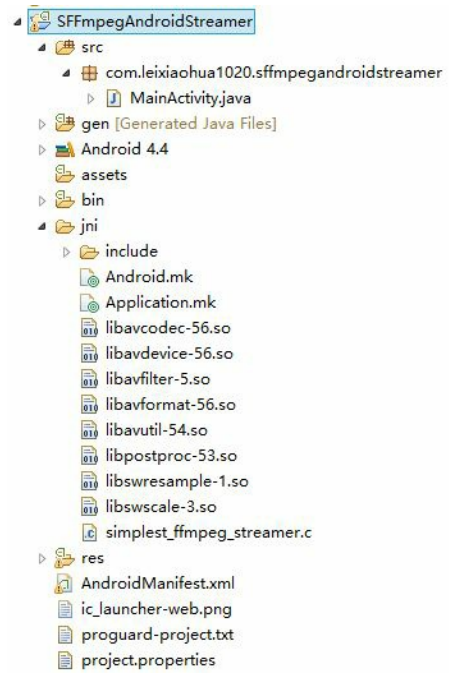 SFFmpegAndroidStreamer
src
com.leixiaohua1020.sffmpegandroidstreamer
MainActivity.java
gen [Generated Java Files]
Android 4.4
assets
bin
jni
include
Android.mk
Application.mk
libavcodec-56.so
libavdevice-56.so
libavfilter-5.so
libavformat-56.so
libavutil-54.so
libpostproc-53.so
libswresample-1.so
libswscale-3.so
simplest_ffmpeg_streamer.c
res
AndroidManifest.xml
ic_launcher-web.png
proguard-project.txt
project.properties